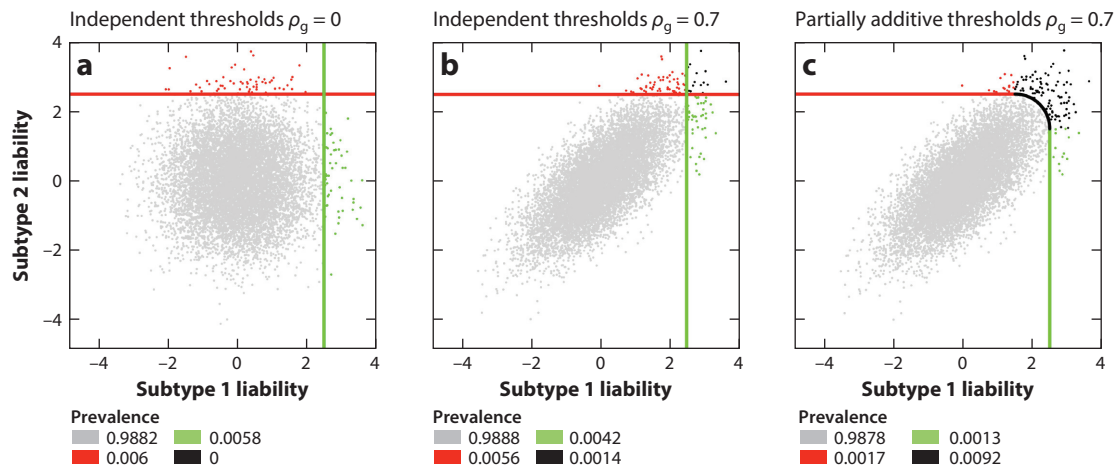 Independent thresholds ρg = 0
Independent thresholds ρg = 0.7
Partially additive thresholds ρg = 0.7
a
b
c
Subtype 2 liability
4
2
0
−2
−4
−4 −2 0 2 4
−4 −2 0 2 4
−4 −2 0 2 4
Subtype 1 liability
Subtype 1 liability
Subtype 1 liability
Prevalence
0.9882 0.0058
0.006 0
Prevalence
0.9888 0.0042
0.0056 0.0014
Prevalence
0.9878 0.0013
0.0017 0.0092